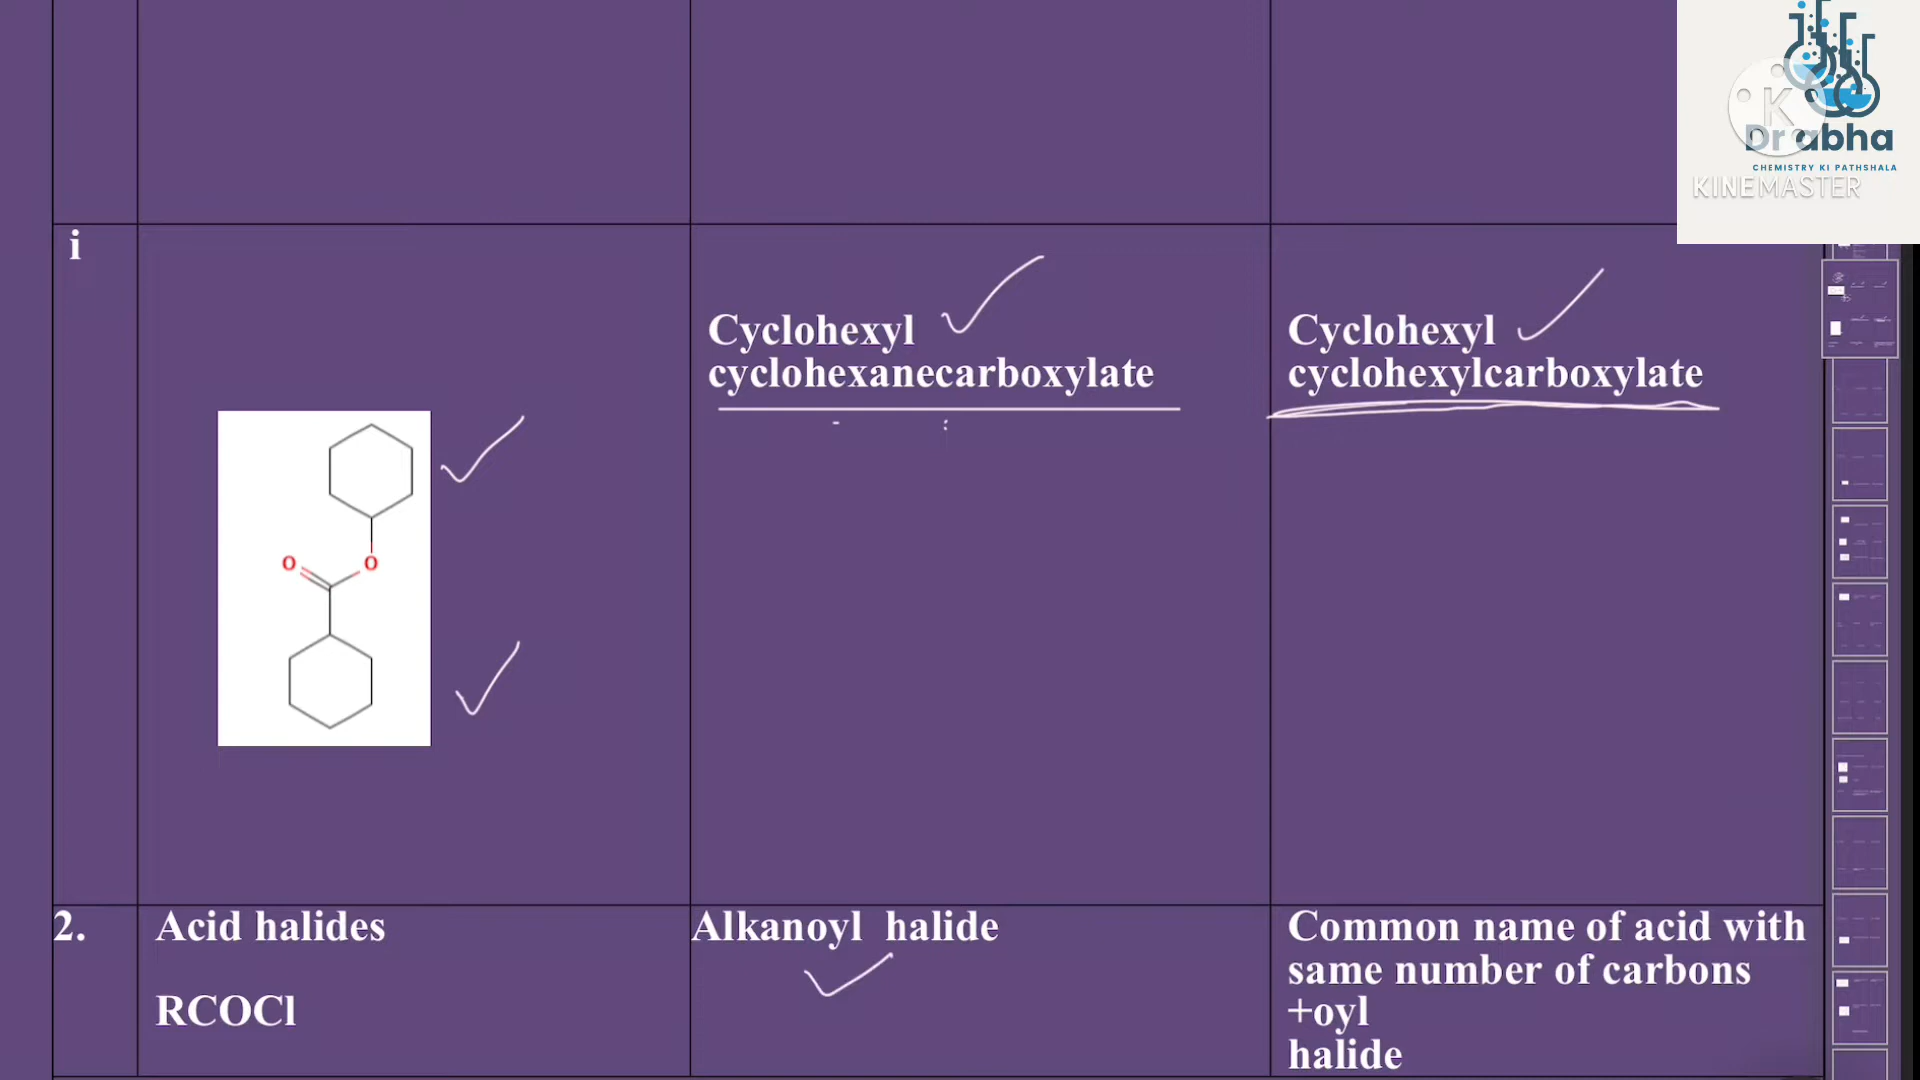 Dr abha
CHEMISTRY KI PATHSHALA
KINEMASTER
i
Cyclohexyl
cyclohexanecarboxylate
Cyclohexyl
cyclohexylcarboxylate
O
O
2.
Acid halides
RCOCl
Alkanoyl halide
Common name of acid with
same number of carbons
+oyl
halide